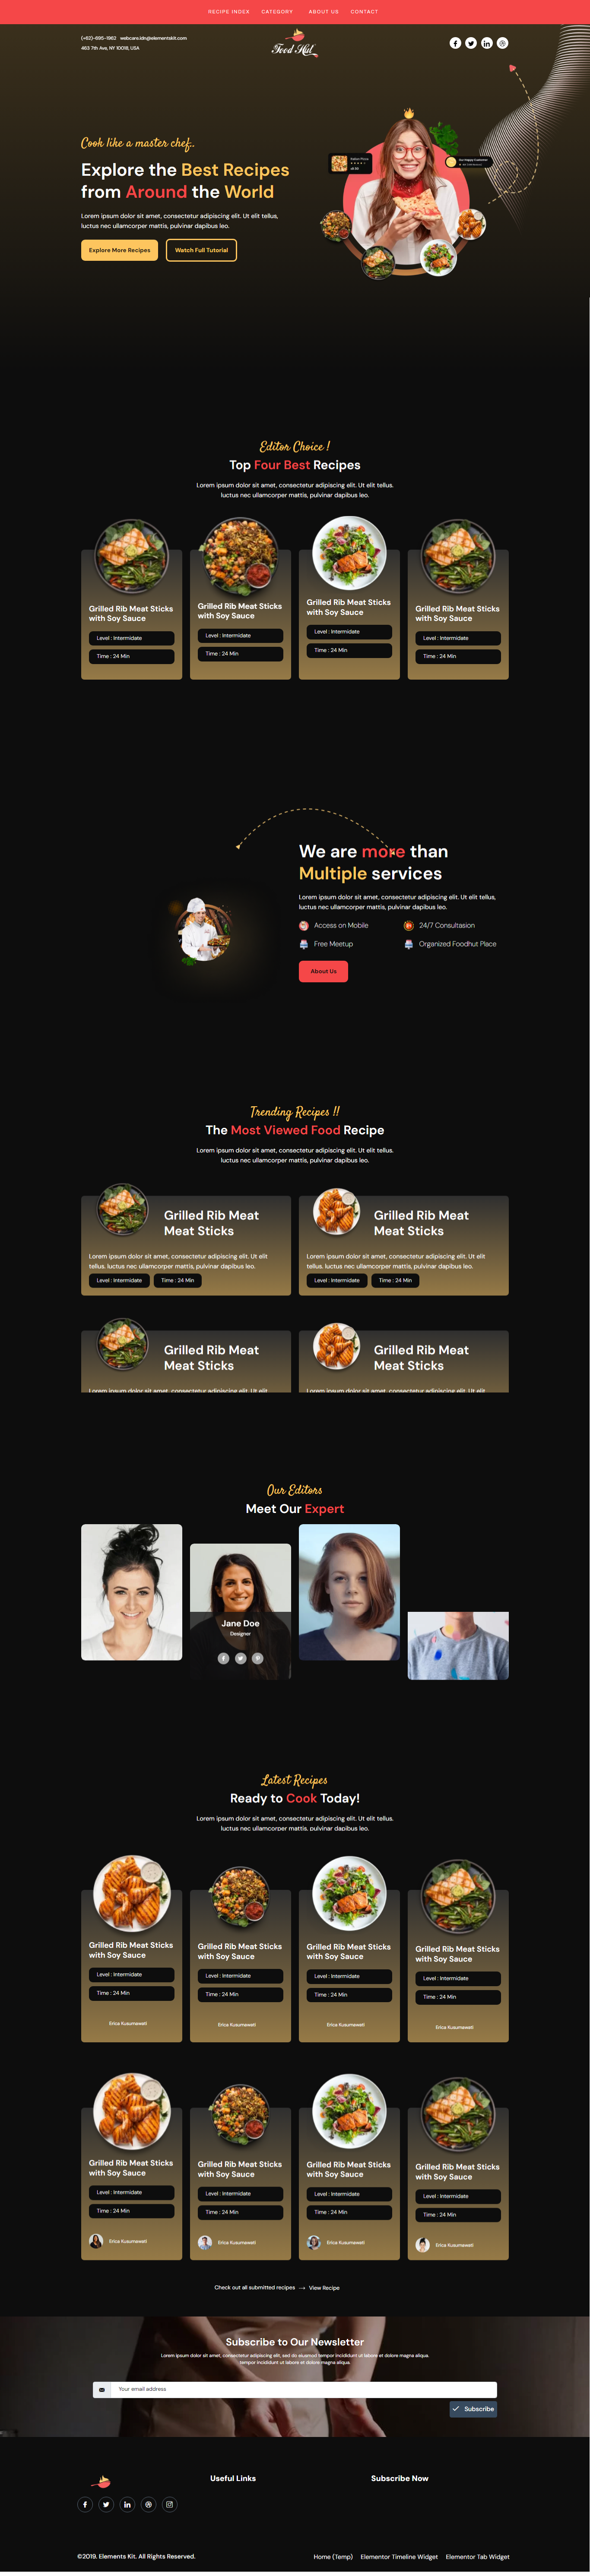 RECIPE INDEX CATEGORY ABOUT US CONTACT
(+62)-695-1962 webcare.idn@elementskit.com
463 7th Ave, NY 10018, USA
Food Hut
Cook like a master chef..
Explore the Best Recipes
from Around the World
Lorem ipsum dolor sit amet, consectetur adipiscing elit. Ut elit tellus,
luctus nec ullamcorper mattis, pulvinar dapibus leo.
Explore More Recipes
Watch Full Tutorial
Italian Pizza
Our Happy Customer
Editor Choice !
Top Four Best Recipes
Lorem ipsum dolor sit amet, consectetur adipiscing elit. Ut elit tellus.
luctus nec ullamcorper mattis, pulvinar dapibus leo.
Grilled Rib Meat Sticks
with Soy Sauce
Level : Intermidate
Time : 24 Min
Grilled Rib Meat Sticks
with Soy Sauce
Level : Intermidate
Time : 24 Min
Grilled Rib Meat Sticks
with Soy Sauce
Level : Intermidate
Time : 24 Min
Grilled Rib Meat Sticks
with Soy Sauce
Level : Intermidate
Time : 24 Min
We are more than
Multiple services
Lorem ipsum dolor sit amet, consectetur adipiscing elit. Ut elit tellus,
luctus nec ullamcorper mattis, pulvinar dapibus leo.
Access on Mobile
24/7 Consultasion
Free Meetup
Organized Foodhut Place
About Us
Trending Recipes !!
The Most Viewed Food Recipe
Lorem ipsum dolor sit amet, consectetur adipiscing elit. Ut elit tellus.
luctus nec ullamcorper mattis, pulvinar dapibus leo.
Grilled Rib Meat
Meat Sticks
Lorem ipsum dolor sit amet, consectetur adipiscing elit. Ut elit
tellus. luctus nec ullamcorper mattis, pulvinar dapibus leo.
Level : Intermidate
Time : 24 Min
Grilled Rib Meat
Meat Sticks
Lorem ipsum dolor sit amet, consectetur adipiscing elit. Ut elit
tellus. luctus nec ullamcorper mattis, pulvinar dapibus leo.
Level : Intermidate
Time : 24 Min
Grilled Rib Meat
Meat Sticks
Lorem ipsum dolor sit amet, consectetur adipiscing elit. Ut elit
Grilled Rib Meat
Meat Sticks
Lorem ipsum dolor sit amet, consectetur adipiscing elit. Ut elit
Our Editors
Meet Our Expert
Jane Doe
Designer
Latest Recipes
Ready to Cook Today!
Lorem ipsum dolor sit amet, consectetur adipiscing elit. Ut elit tellus.
luctus nec ullamcorper mattis, pulvinar dapibus leo.
Grilled Rib Meat Sticks
with Soy Sauce
Level : Intermidate
Time : 24 Min
Erica Kusumawati
Grilled Rib Meat Sticks
with Soy Sauce
Level : Intermidate
Time : 24 Min
Erica Kusumawati
Grilled Rib Meat Sticks
with Soy Sauce
Level : Intermidate
Time : 24 Min
Erica Kusumawati
Grilled Rib Meat Sticks
with Soy Sauce
Level : Intermidate
Time : 24 Min
Erica Kusumawati
Grilled Rib Meat Sticks
with Soy Sauce
Level : Intermidate
Time : 24 Min
Erica Kusumawati
Grilled Rib Meat Sticks
with Soy Sauce
Level : Intermidate
Time : 24 Min
Erica Kusumawati
Grilled Rib Meat Sticks
with Soy Sauce
Level : Intermidate
Time : 24 Min
Erica Kusumawati
Grilled Rib Meat Sticks
with Soy Sauce
Level : Intermidate
Time : 24 Min
Erica Kusumawati
Check out all submitted recipes → View Recipe
Subscribe to Our Newsletter
Lorem ipsum dolor sit amet, consectetur adipiscing elit, sed do eiusmod tempor incididunt ut labore et dolore magna aliqua.
tempor incididunt ut labore et dolore magna aliqua.
Your email address
Subscribe
Useful Links
Subscribe Now
©2019. Elements Kit. All Rights Reserved.
Home (Temp) Elementor Timeline Widget Elementor Tab Widget